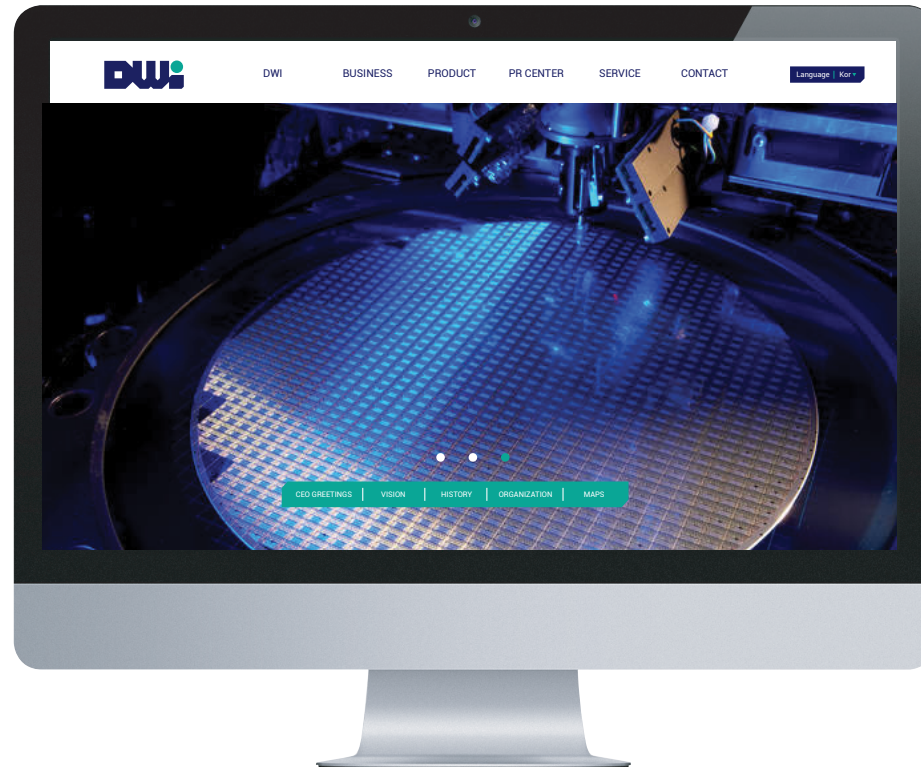 DWi
DWI BUSINESS PRODUCT PR CENTER SERVICE CONTACT
Language | Kor
CEO GREETINGS | VISION | HISTORY | ORGANIZATION | MAPS